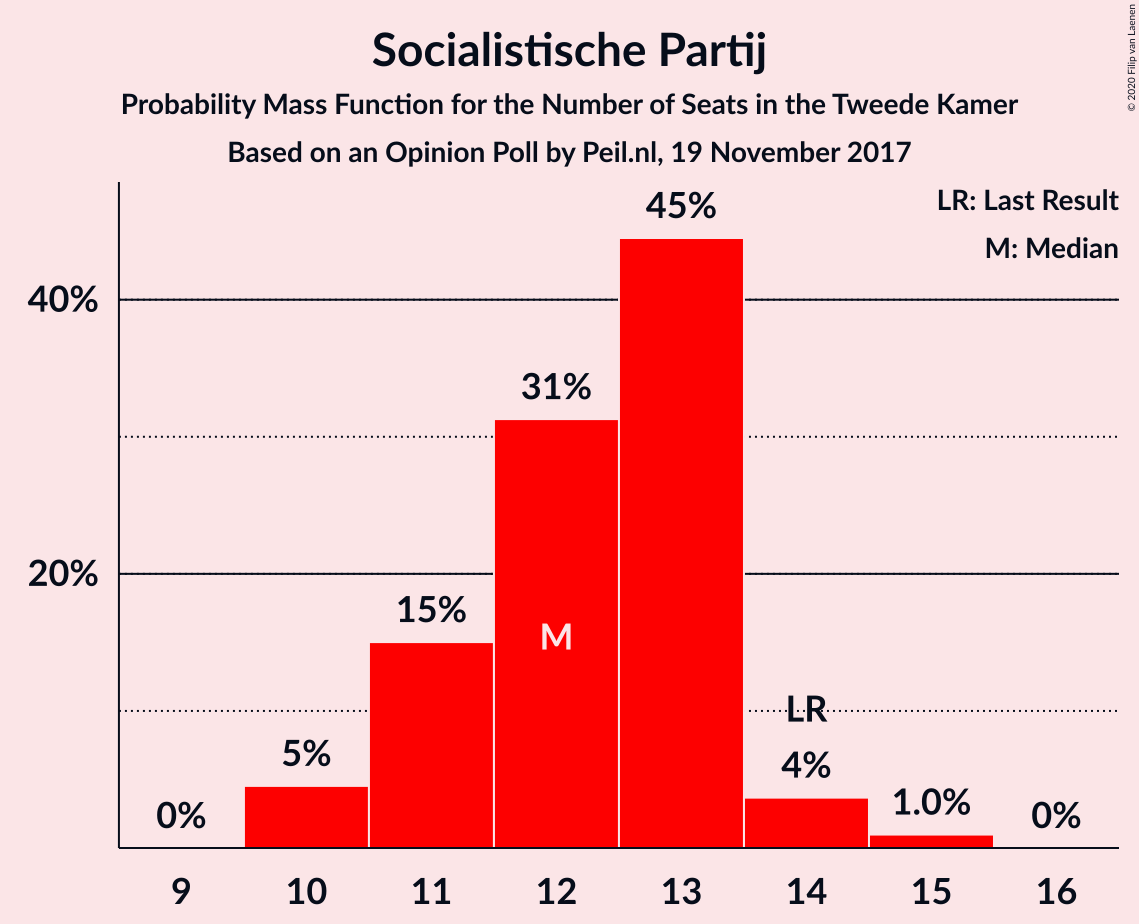 Socialistische Partij
Probability Mass Function for the Number of Seats in the Tweede Kamer
Based on an Opinion Poll by Peil.nl, 19 November 2017
© 2020 Filip van Laenen
LR: Last Result
M: Median
40%
20%
0%
5%
15%
31%
M
45%
LR
4%
1.0%
0%
9 10 11 12 13 14 15 16